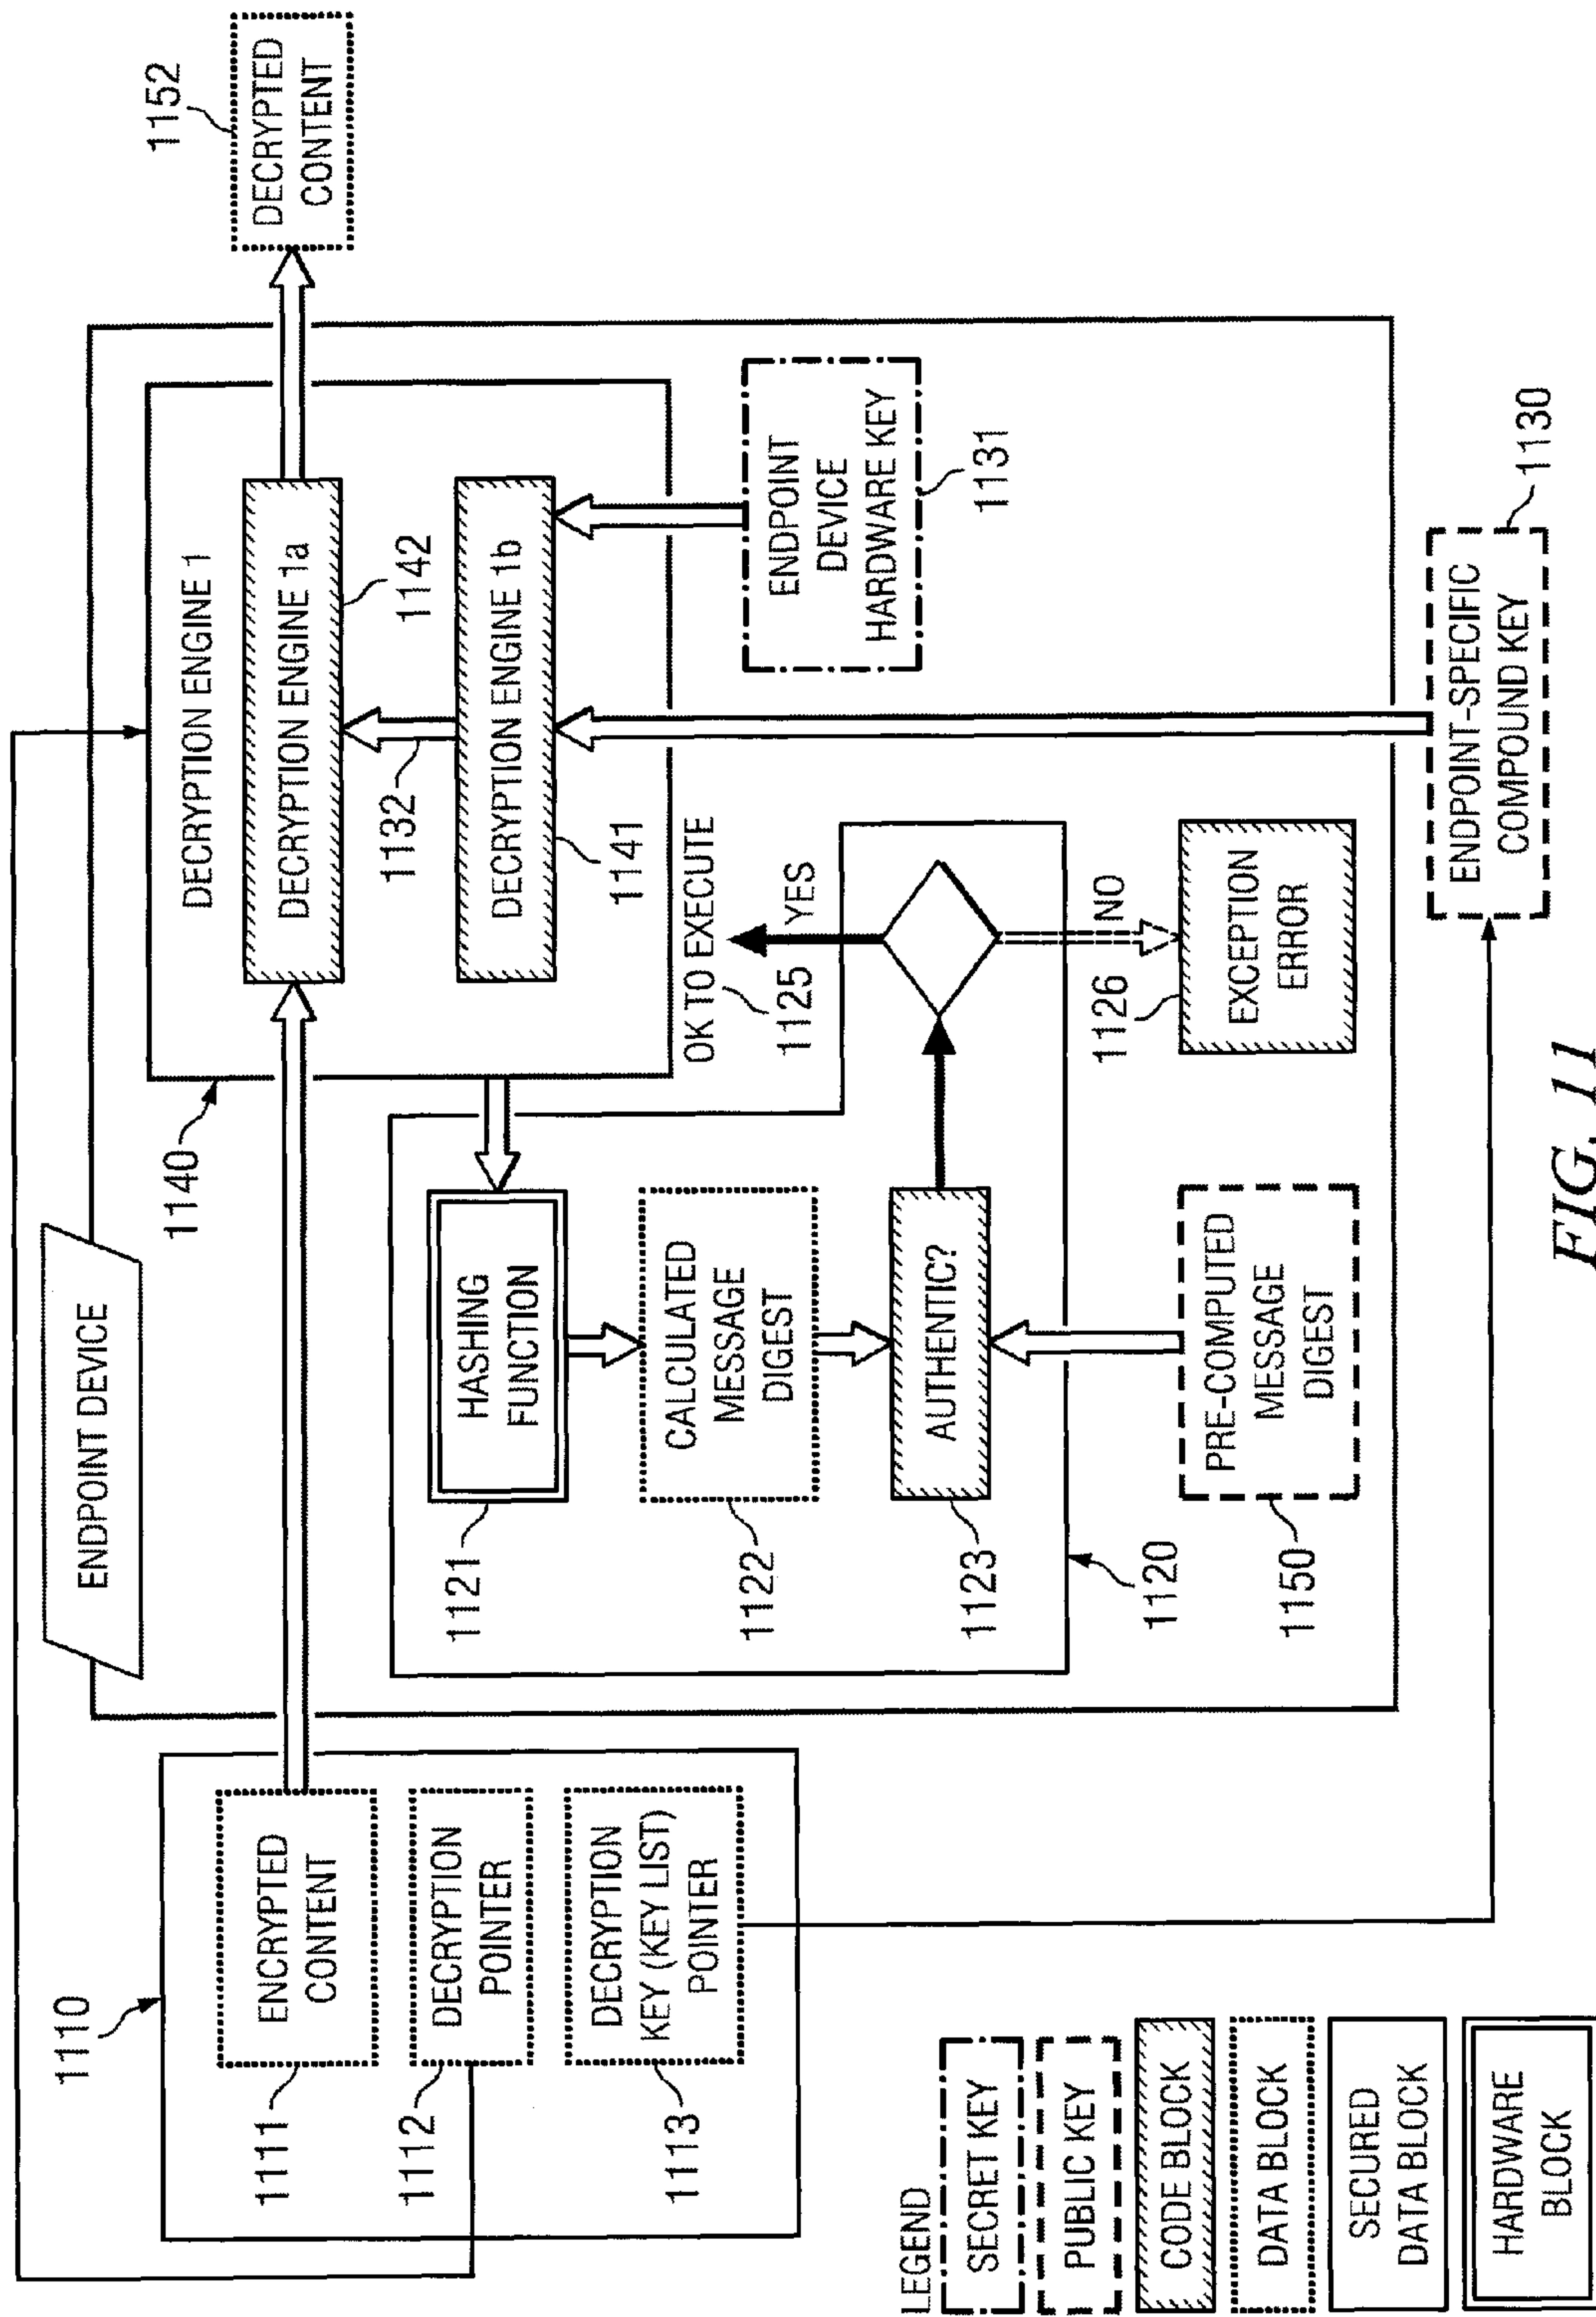 1110
ENCRYPTED
CONTENT
1111
DECRYPTION
POINTER
1112
DECRYPTION
KEY (KEY LIST)
POINTER
1113
ENDPOINT DEVICE
1140
DECRYPTION ENGINE 1
DECRYPTION ENGINE 1a
1142
1132
DECRYPTION ENGINE 1b
1141
DECRYPTED
CONTENT
1152
ENDPOINT
DEVICE
HARDWARE KEY
1131
HASHING
FUNCTION
1121
CALCULATED
MESSAGE
DIGEST
1122
AUTHENTIC?
1123
1120
PRE-COMPUTED
MESSAGE
DIGEST
1150
OK TO EXECUTE
1125
YES
NO
1126
EXCEPTION
ERROR
ENDPOINT-SPECIFIC
COMPOUND KEY
1130
LEGEND
SECRET KEY
PUBLIC KEY
CODE BLOCK
DATA BLOCK
SECURED
DATA BLOCK
HARDWARE
BLOCK
FIG. 11